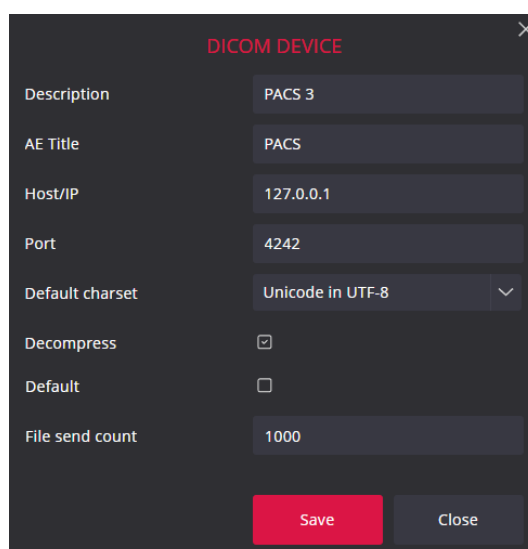 DICOM DEVICE
Description PACS 3
AE Title PACS
Host/IP 127.0.0.1
Port 4242
Default charset Unicode in UTF-8
Decompress
Default
File send count 1000
Save Close